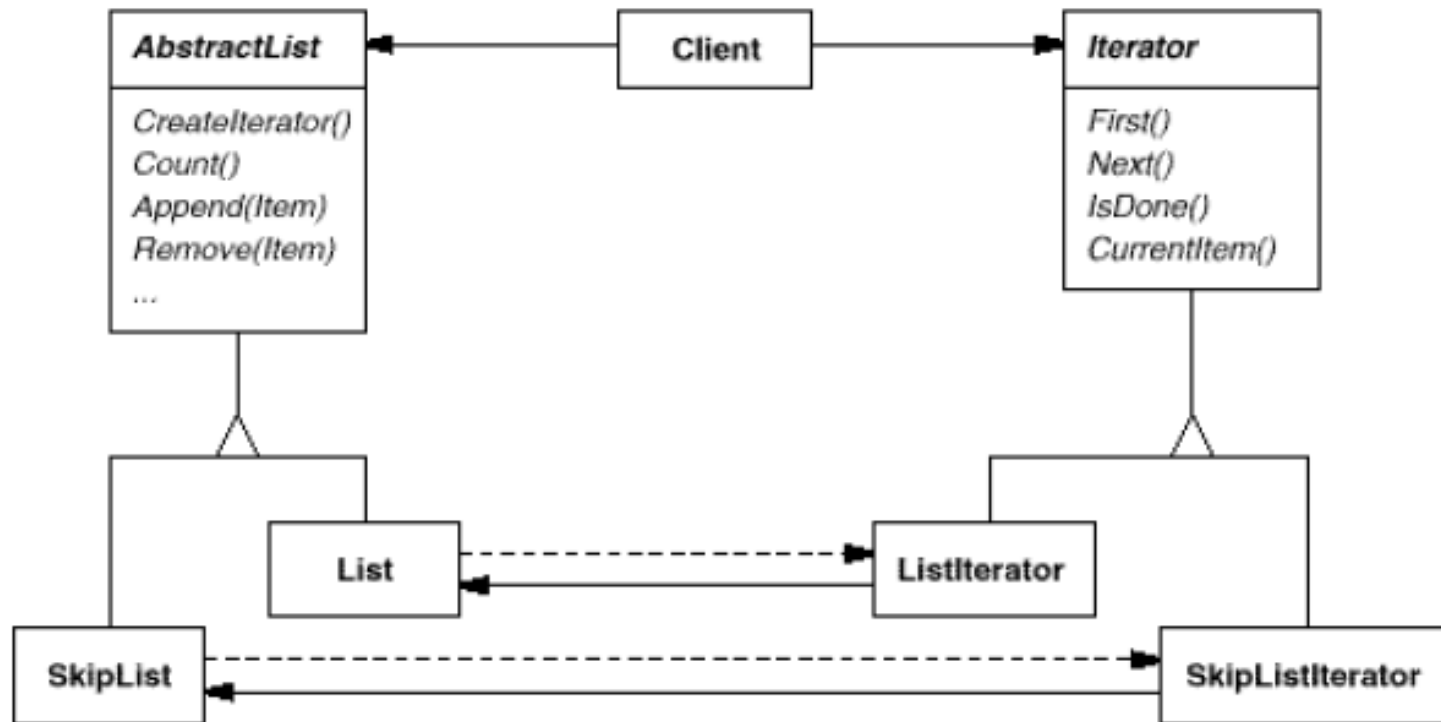 AbstractList
CreateIterator()
Count()
Append(Item)
Remove(Item)
...
Client
Iterator
First()
Next()
IsDone()
CurrentItem()
List
ListIterator
SkipList
SkipListIterator